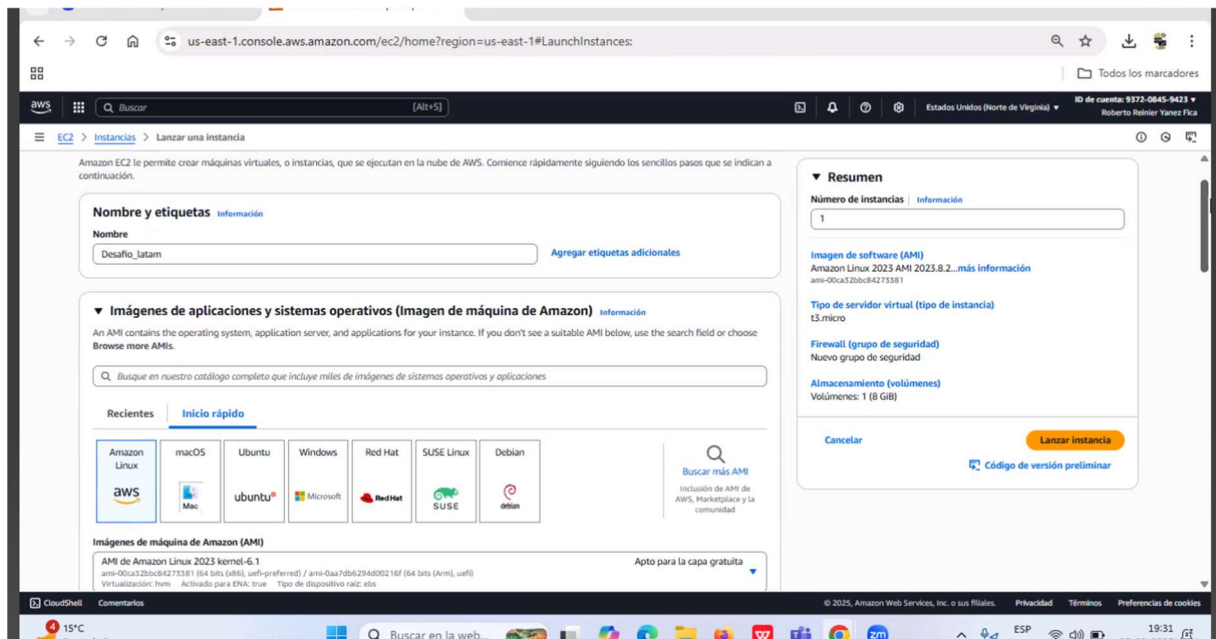 us-east-1.console.aws.amazon.com/ec2/home?region=us-east-1#LaunchInstances:
Todos los marcadores
aws
Buscar
[Alt+S]
Estados Unidos (Norte de Virginia)
ID de cuenta: 9372-0845-9423
Roberto Reinier Yanez Fica
EC2 > Instancias > Lanzar una instancia
Amazon EC2 le permite crear máquinas virtuales, o instancias, que se ejecutan en la nube de AWS. Comience rápidamente siguiendo los sencillos pasos que se indican a
continuación.
Nombre y etiquetas Información
Nombre
Desafio_latam
Agregar etiquetas adicionales
Imágenes de aplicaciones y sistemas operativos (Imagen de máquina de Amazon) Información
An AMI contains the operating system, application server, and applications for your instance. If you don't see a suitable AMI below, use the search field or choose
Browse more AMIs.
Busque en nuestro catálogo completo que incluye miles de imágenes de sistemas operativos y aplicaciones
Recientes
Inicio rápido
Amazon
Linux
aws
macOS
Mac
Ubuntu
ubuntu®
Windows
Microsoft
Red Hat
Red Hat
SUSE Linux
SUSE
Debian
debian
Buscar más AMI
Inclusión de AMI de
AWS, Marketplace y la
comunidad
Imágenes de máquina de Amazon (AMI)
AMI de Amazon Linux 2023 kernel-6.1
Apto para la capa gratuita
ami-00ca32bbc84273381 (64 bits (x86), uefi-preferred) / ami-0aa7db6294d00216f (64 bits (Arm), uefi)
Virtualización: hvm Activado para ENA: true Tipo de dispositivo raíz: ebs
Resumen
Número de instancias Información
1
Imagen de software (AMI)
Amazon Linux 2023 AMI 2023.8.2...más información
ami-00ca32bbc84273381
Tipo de servidor virtual (tipo de instancia)
t3.micro
Firewall (grupo de seguridad)
Nuevo grupo de seguridad
Almacenamiento (volúmenes)
Volúmenes: 1 (8 GiB)
Cancelar
Lanzar instancia
Código de versión preliminar
CloudShell
Comentarios
© 2025, Amazon Web Services, Inc. o sus filiales.
Privacidad
Términos
Preferencias de cookies
4
15°C
Buscar en la web...
zm
ESP
19:31